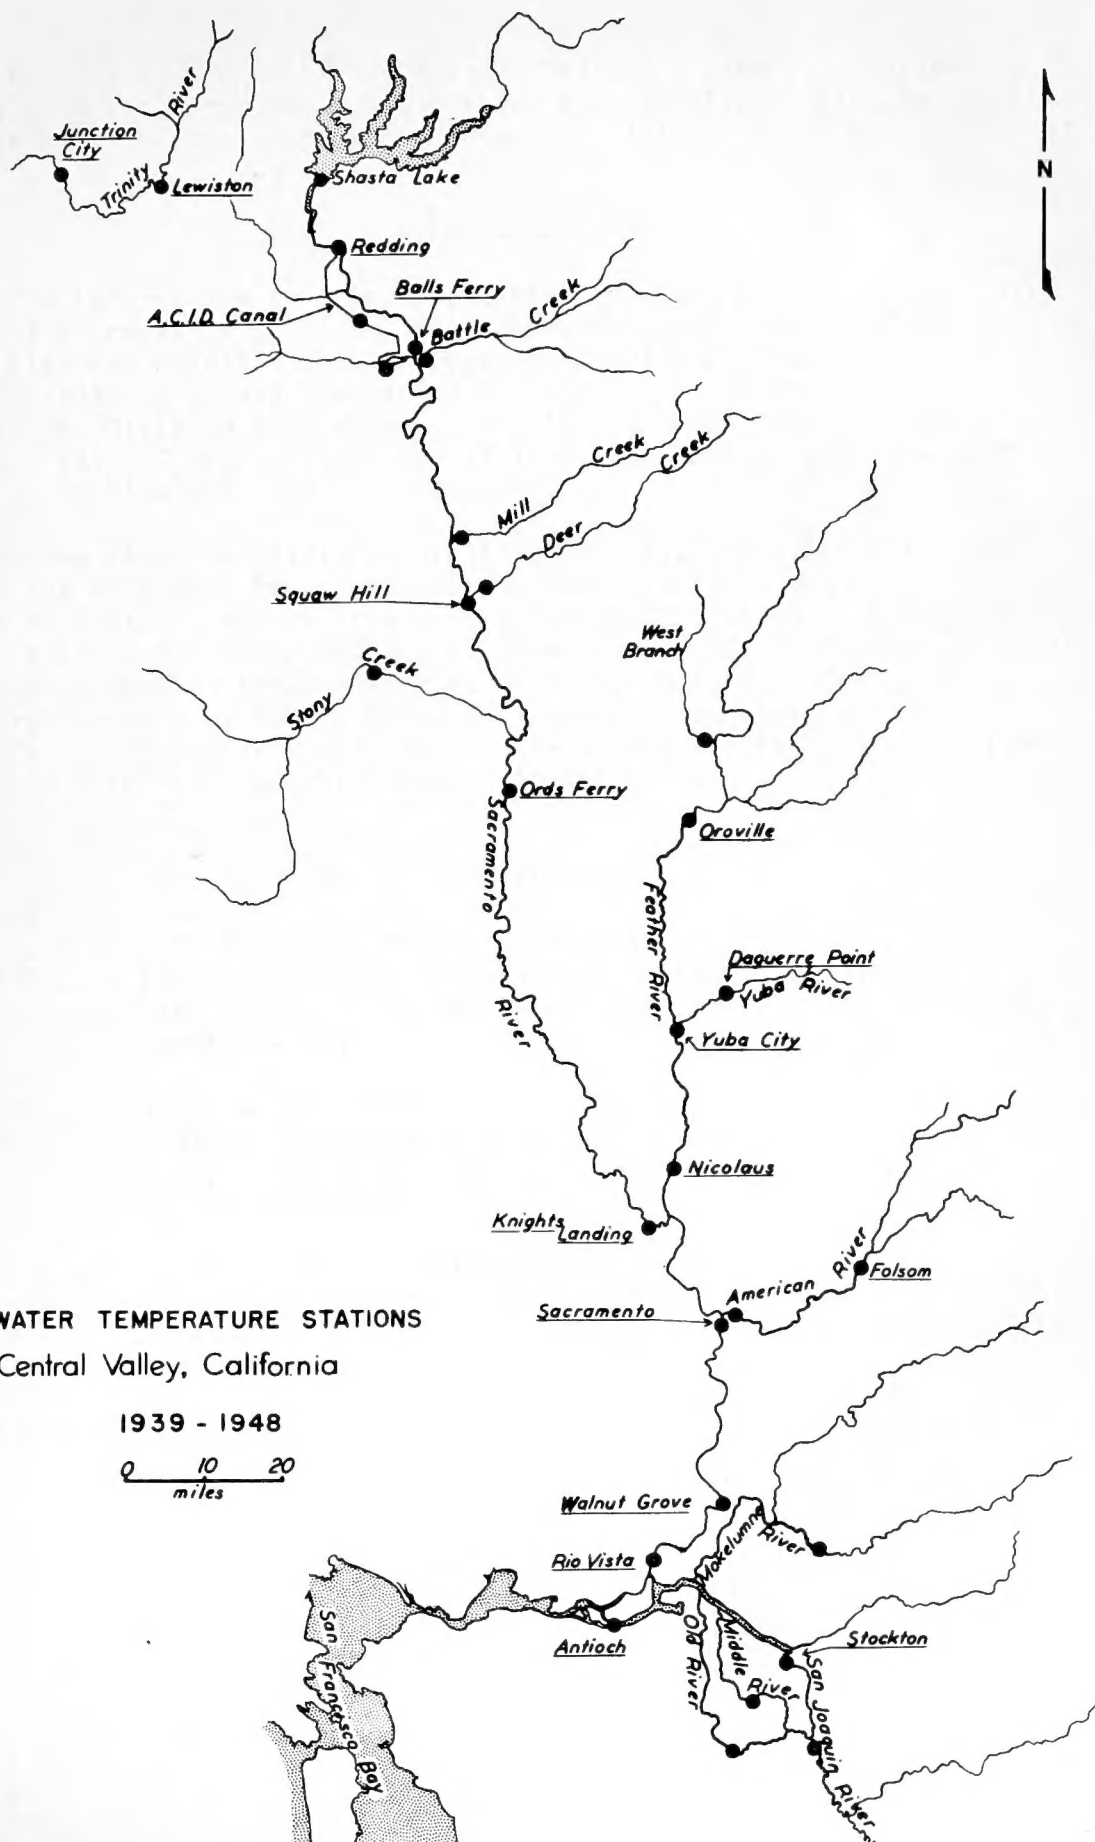 River
Junction
City
Trinity
Lewiston
Shasta Lake
N
Redding
Balls Ferry
Creek
A.C.I.D. Canal
Battle
Creek
Creek
Mill
Deer
Squaw Hill
West
Branch
Creek
Stony
Ords Ferry
Sacramento
River
Oroville
Feather River
Daguerre Point
Yuba River
Yuba City
Nicolaus
Knights
Landing
River
Folsom
American
Sacramento
WATER TEMPERATURE STATIONS
Central Valley, California
1939 - 1948
0 10 20
miles
Walnut Grove
Mokelumne
River
Rio Vista
Antioch
Old River
Middle
River
Stockton
San Joaquin River
San Francisco Bay